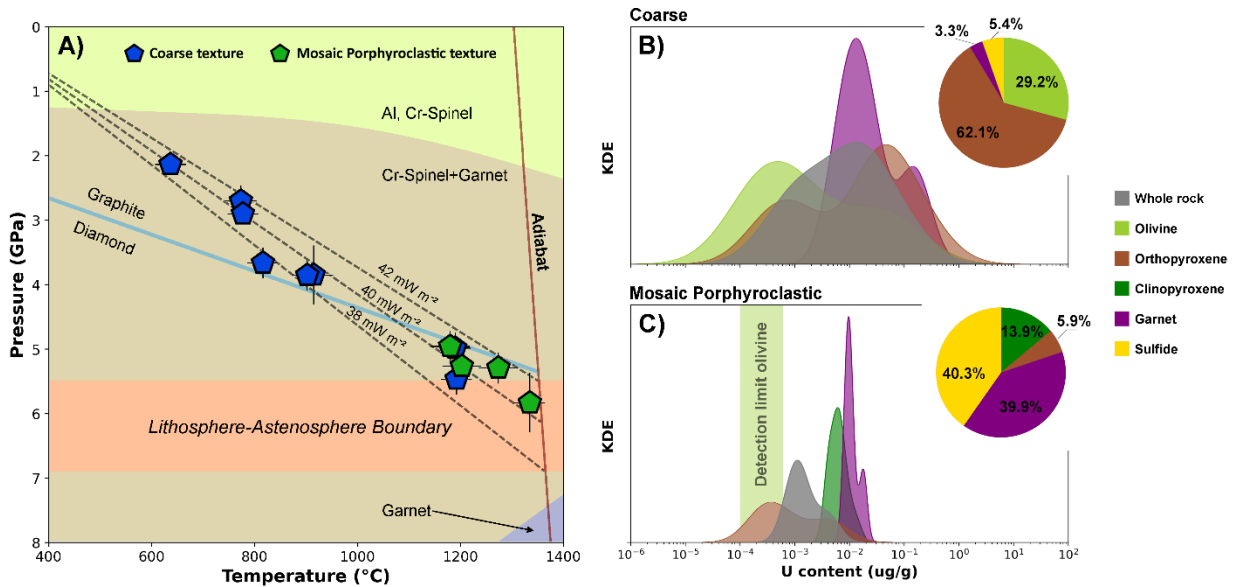 A)
Coarse texture
Mosaic Porphyroclastic texture
Al, Cr-Spinel
Cr-Spinel+Garnet
Graphite
Diamond
Adiabat
42 mW m⁻²
40 mW m⁻²
38 mW m⁻²
Lithosphere-Astenosphere Boundary
Garnet
Pressure (GPa)
0
1
2
3
4
5
6
7
8
400
600
800
1000
1200
1400
Temperature (°C)
Coarse
B)
KDE
3.3%
5.4%
29.2%
62.1%
Mosaic Porphyroclastic
C)
KDE
Detection limit olivine
13.9%
5.9%
40.3%
39.9%
10⁻⁶
10⁻⁵
10⁻⁴
10⁻³
10⁻²
10⁻¹
10⁰
10¹
10²
U content (ug/g)
Whole rock
Olivine
Orthopyroxene
Clinopyroxene
Garnet
Sulfide